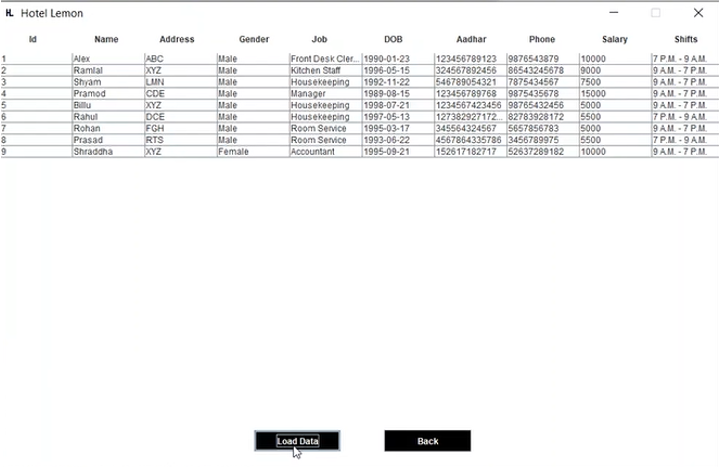 HL Hotel Lemon
Id Name Address Gender Job DOB Aadhar Phone Salary Shifts
1 Alex ABC Male Front Desk Cler... 1990-01-23 123456789123 9876543879 10000 7 P.M. - 9 A.M.
2 Ramlal XYZ Male Kitchen Staff 1996-05-15 324567892456 86543245678 9000 9 A.M. - 7 P.M.
3 Shyam LMN Male Housekeeping 1992-11-22 546789054321 7875434567 7500 7 P.M. - 9 A.M.
4 Pramod CDE Male Manager 1989-08-15 123456789768 9875435678 15000 9 A.M. - 7 P.M.
5 Billu XYZ Male Housekeeping 1998-07-21 1234567423456 98765432456 5000 9 A.M. - 7 P.M.
6 Rahul DCE Male Housekeeping 1997-05-13 127382927172... 82783928172 5500 7 P.M. - 9 A.M.
7 Rohan FGH Male Room Service 1995-03-17 345564324567 5657856783 5000 9 A.M. - 7 P.M.
8 Prasad RTS Male Room Service 1993-06-22 4567864335786 3456789975 5500 7 P.M. - 9 A.M.
9 Shraddha XYZ Female Accountant 1995-09-21 152617182717 52637289182 10000 9 A.M. - 7 P.M.
Load Data Back